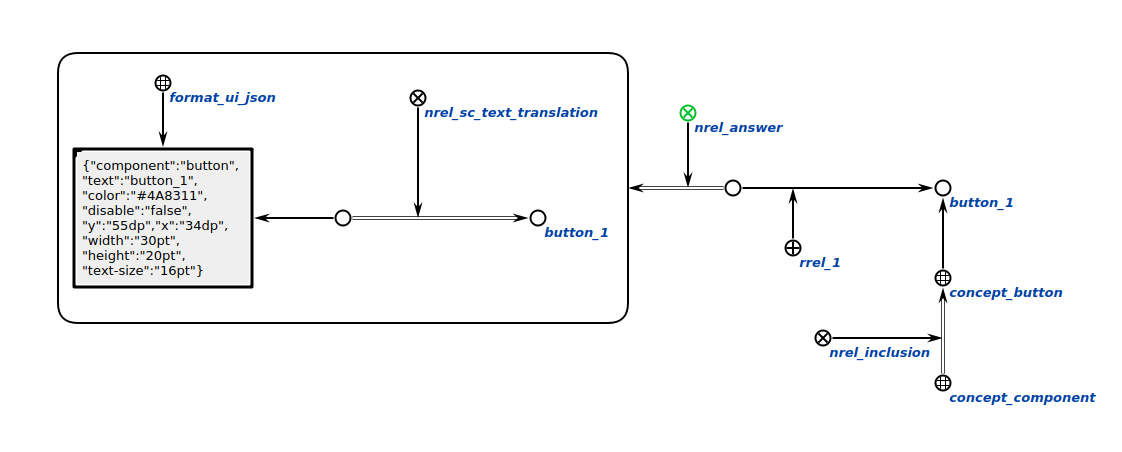 format_ui_json
nrel_sc_text_translation
nrel_answer
{"component":"button",
"text":"button_1",
"color":"#4A8311",
"disable":"false",
"y":"55dp","x":"34dp",
"width":"30pt",
"height":"20pt",
"text-size":"16pt"}
button_1
button_1
rrel_1
concept_button
nrel_inclusion
concept_component